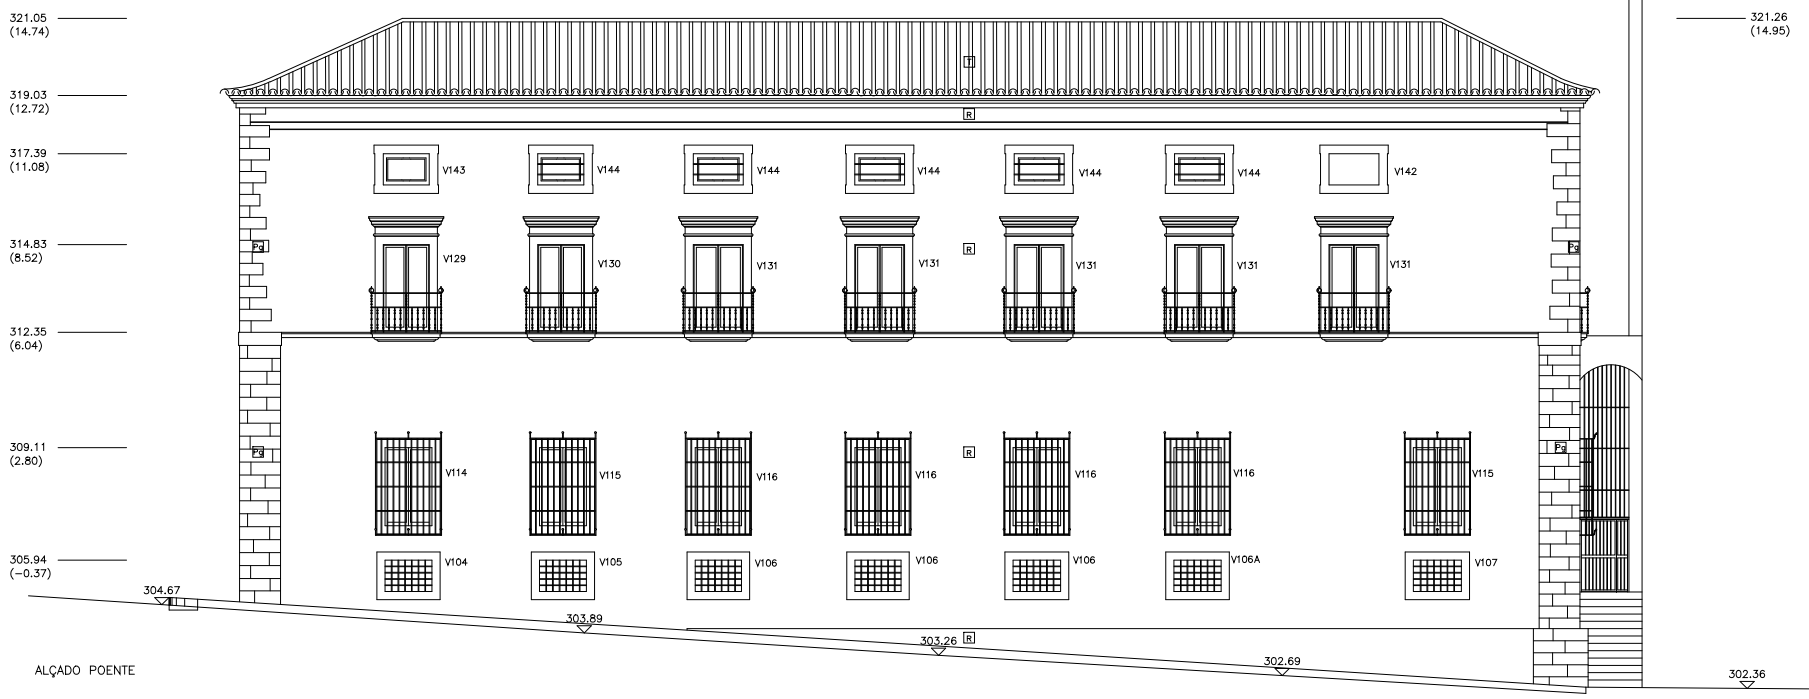 321.05
(14.74)
321.26
(14.95)
T
319.03
(12.72)
R
317.39
(11.08)
V143
V144
V144
V144
V144
V144
V142
314.83
(8.52)
Pg
R
Pg
V129
V130
V131
V131
V131
V131
V131
312.35
(6.04)
309.11
(2.80)
Pg
R
Pg
V114
V115
V116
V116
V116
V116
V115
305.94
(−0.37)
V104
V105
V106
V106
V106
V106A
V107
304.67
303.89
303.26
R
302.69
302.36
ALÇADO POENTE